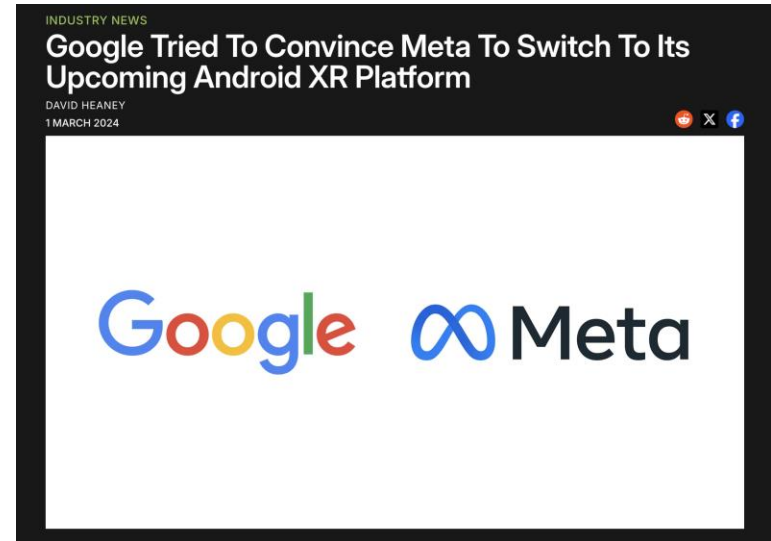 INDUSTRY NEWS
Google Tried To Convince Meta To Switch To Its
Upcoming Android XR Platform
DAVID HEANEY
1 MARCH 2024
Google Meta